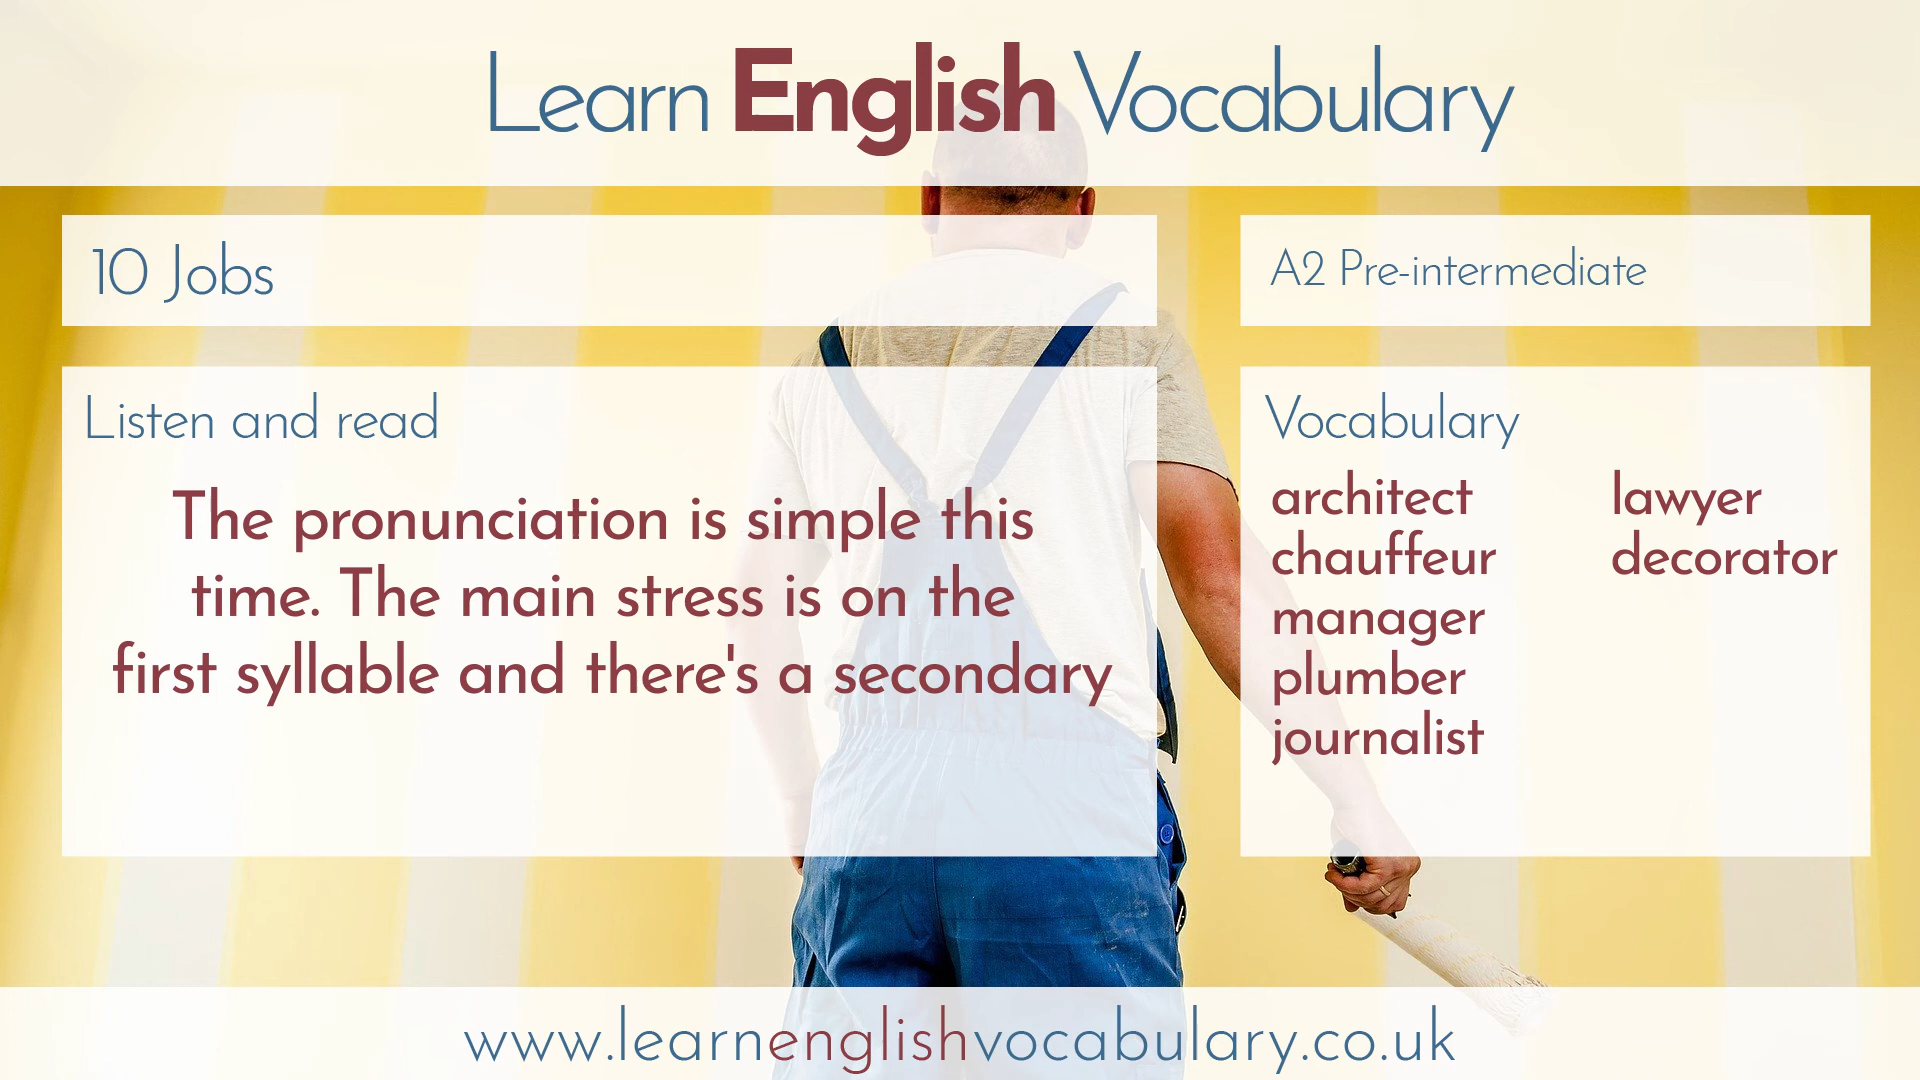 Learn English Vocabulary
10 Jobs
A2 Pre-intermediate
Listen and read
The pronunciation is simple this
time. The main stress is on the
first syllable and there's a secondary
Vocabulary
architect
chauffeur
manager
plumber
journalist
lawyer
decorator
www.learnenglishvocabulary.co.uk